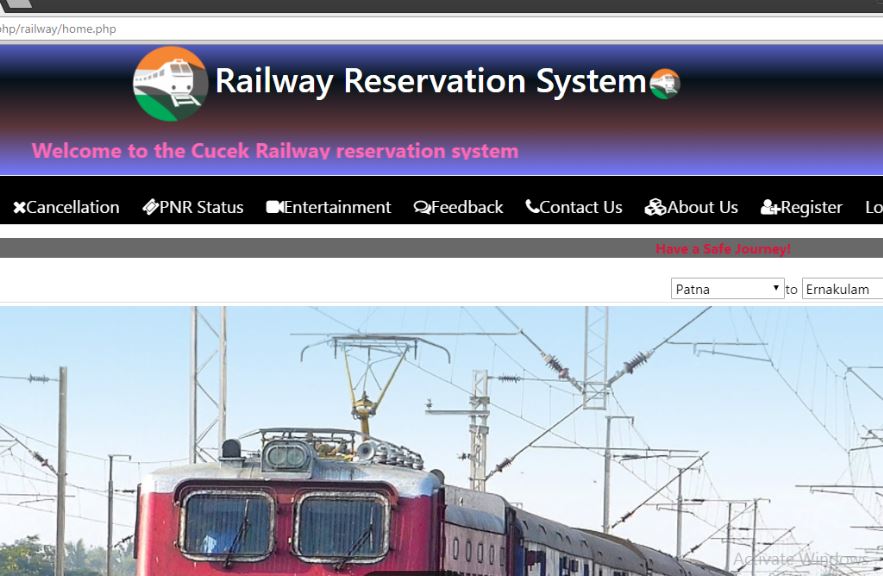 hp/railway/home.php
Railway Reservation System
Welcome to the Cucek Railway reservation system
Cancellation PNR Status Entertainment Feedback Contact Us About Us Register Lo
Have a Safe Journey!
Patna to Ernakulam
Activate Windows